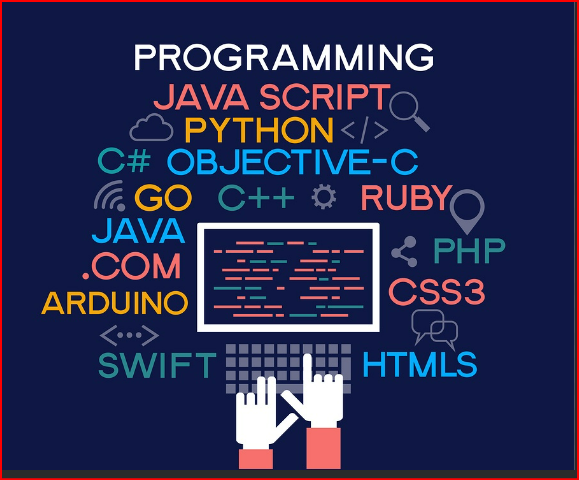 PROGRAMMING
JAVA SCRIPT
PYTHON </>
C# OBJECTIVE-C
GO C++ RUBY
JAVA PHP
.COM
CSS3
ARDUINO
SWIFT HTMLS